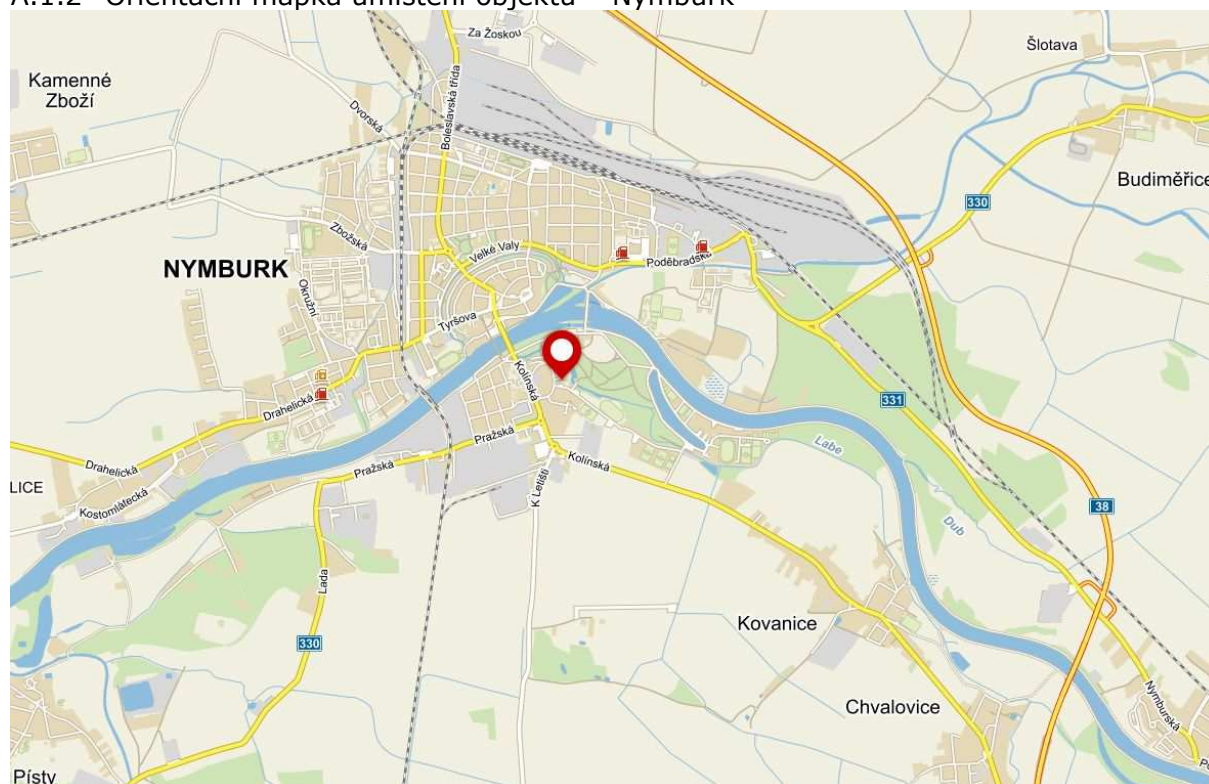 A.1.2 Orientační mapka umístění objektu – Nymburk
Za Žoskou
Šlotava
Kamenné
Zboží
Dvorská
Boleslavská třída
Budiměřice
330
Zbožská
Velké Valy
Poděbradská
NYMBURK
Okružní
Tyršova
Kolínská
331
Drahelická
Pražská
Labe
Drahelická
Kolínská
Pražská
LICE
K Letišti
Kostomlátecká
38
Dub
Lada
Kovanice
330
Nymburská
Chvalovice
Písty